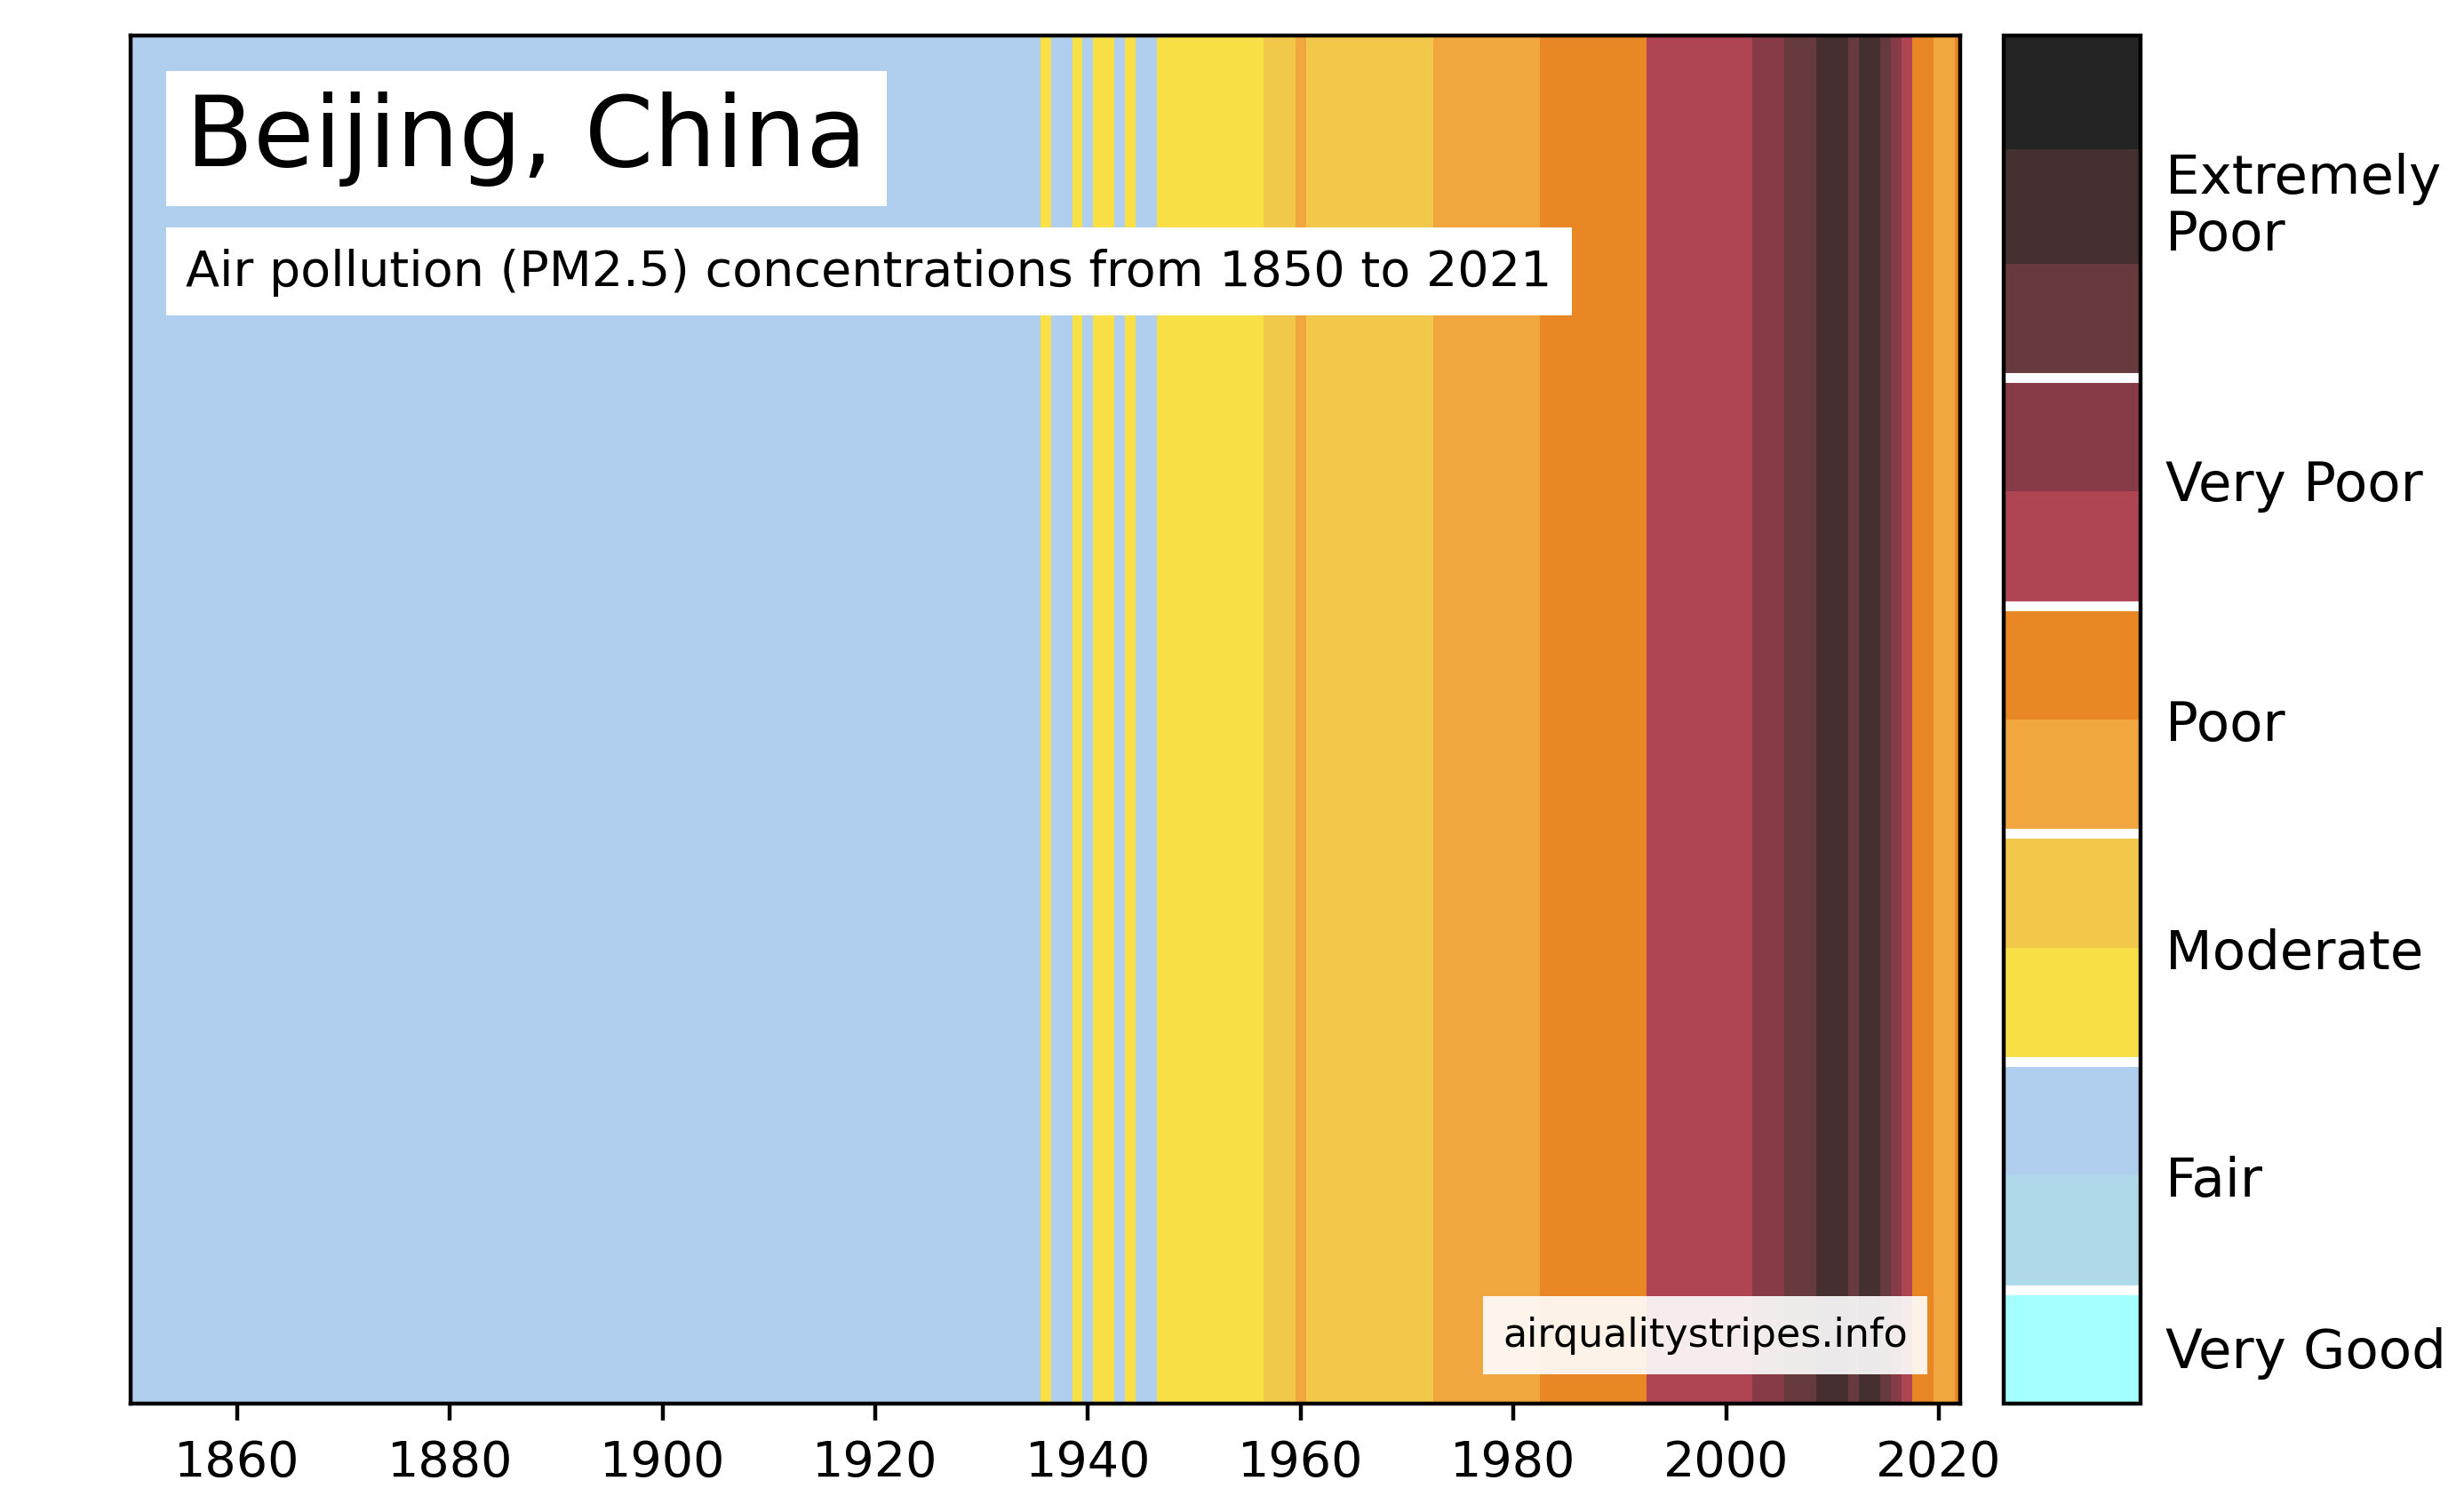 Beijing, China
Air pollution (PM2.5) concentrations from 1850 to 2021
Extremely
Poor
Very Poor
Poor
Moderate
Fair
Very Good
airqualitystripes.info
1860 1880 1900 1920 1940 1960 1980 2000 2020